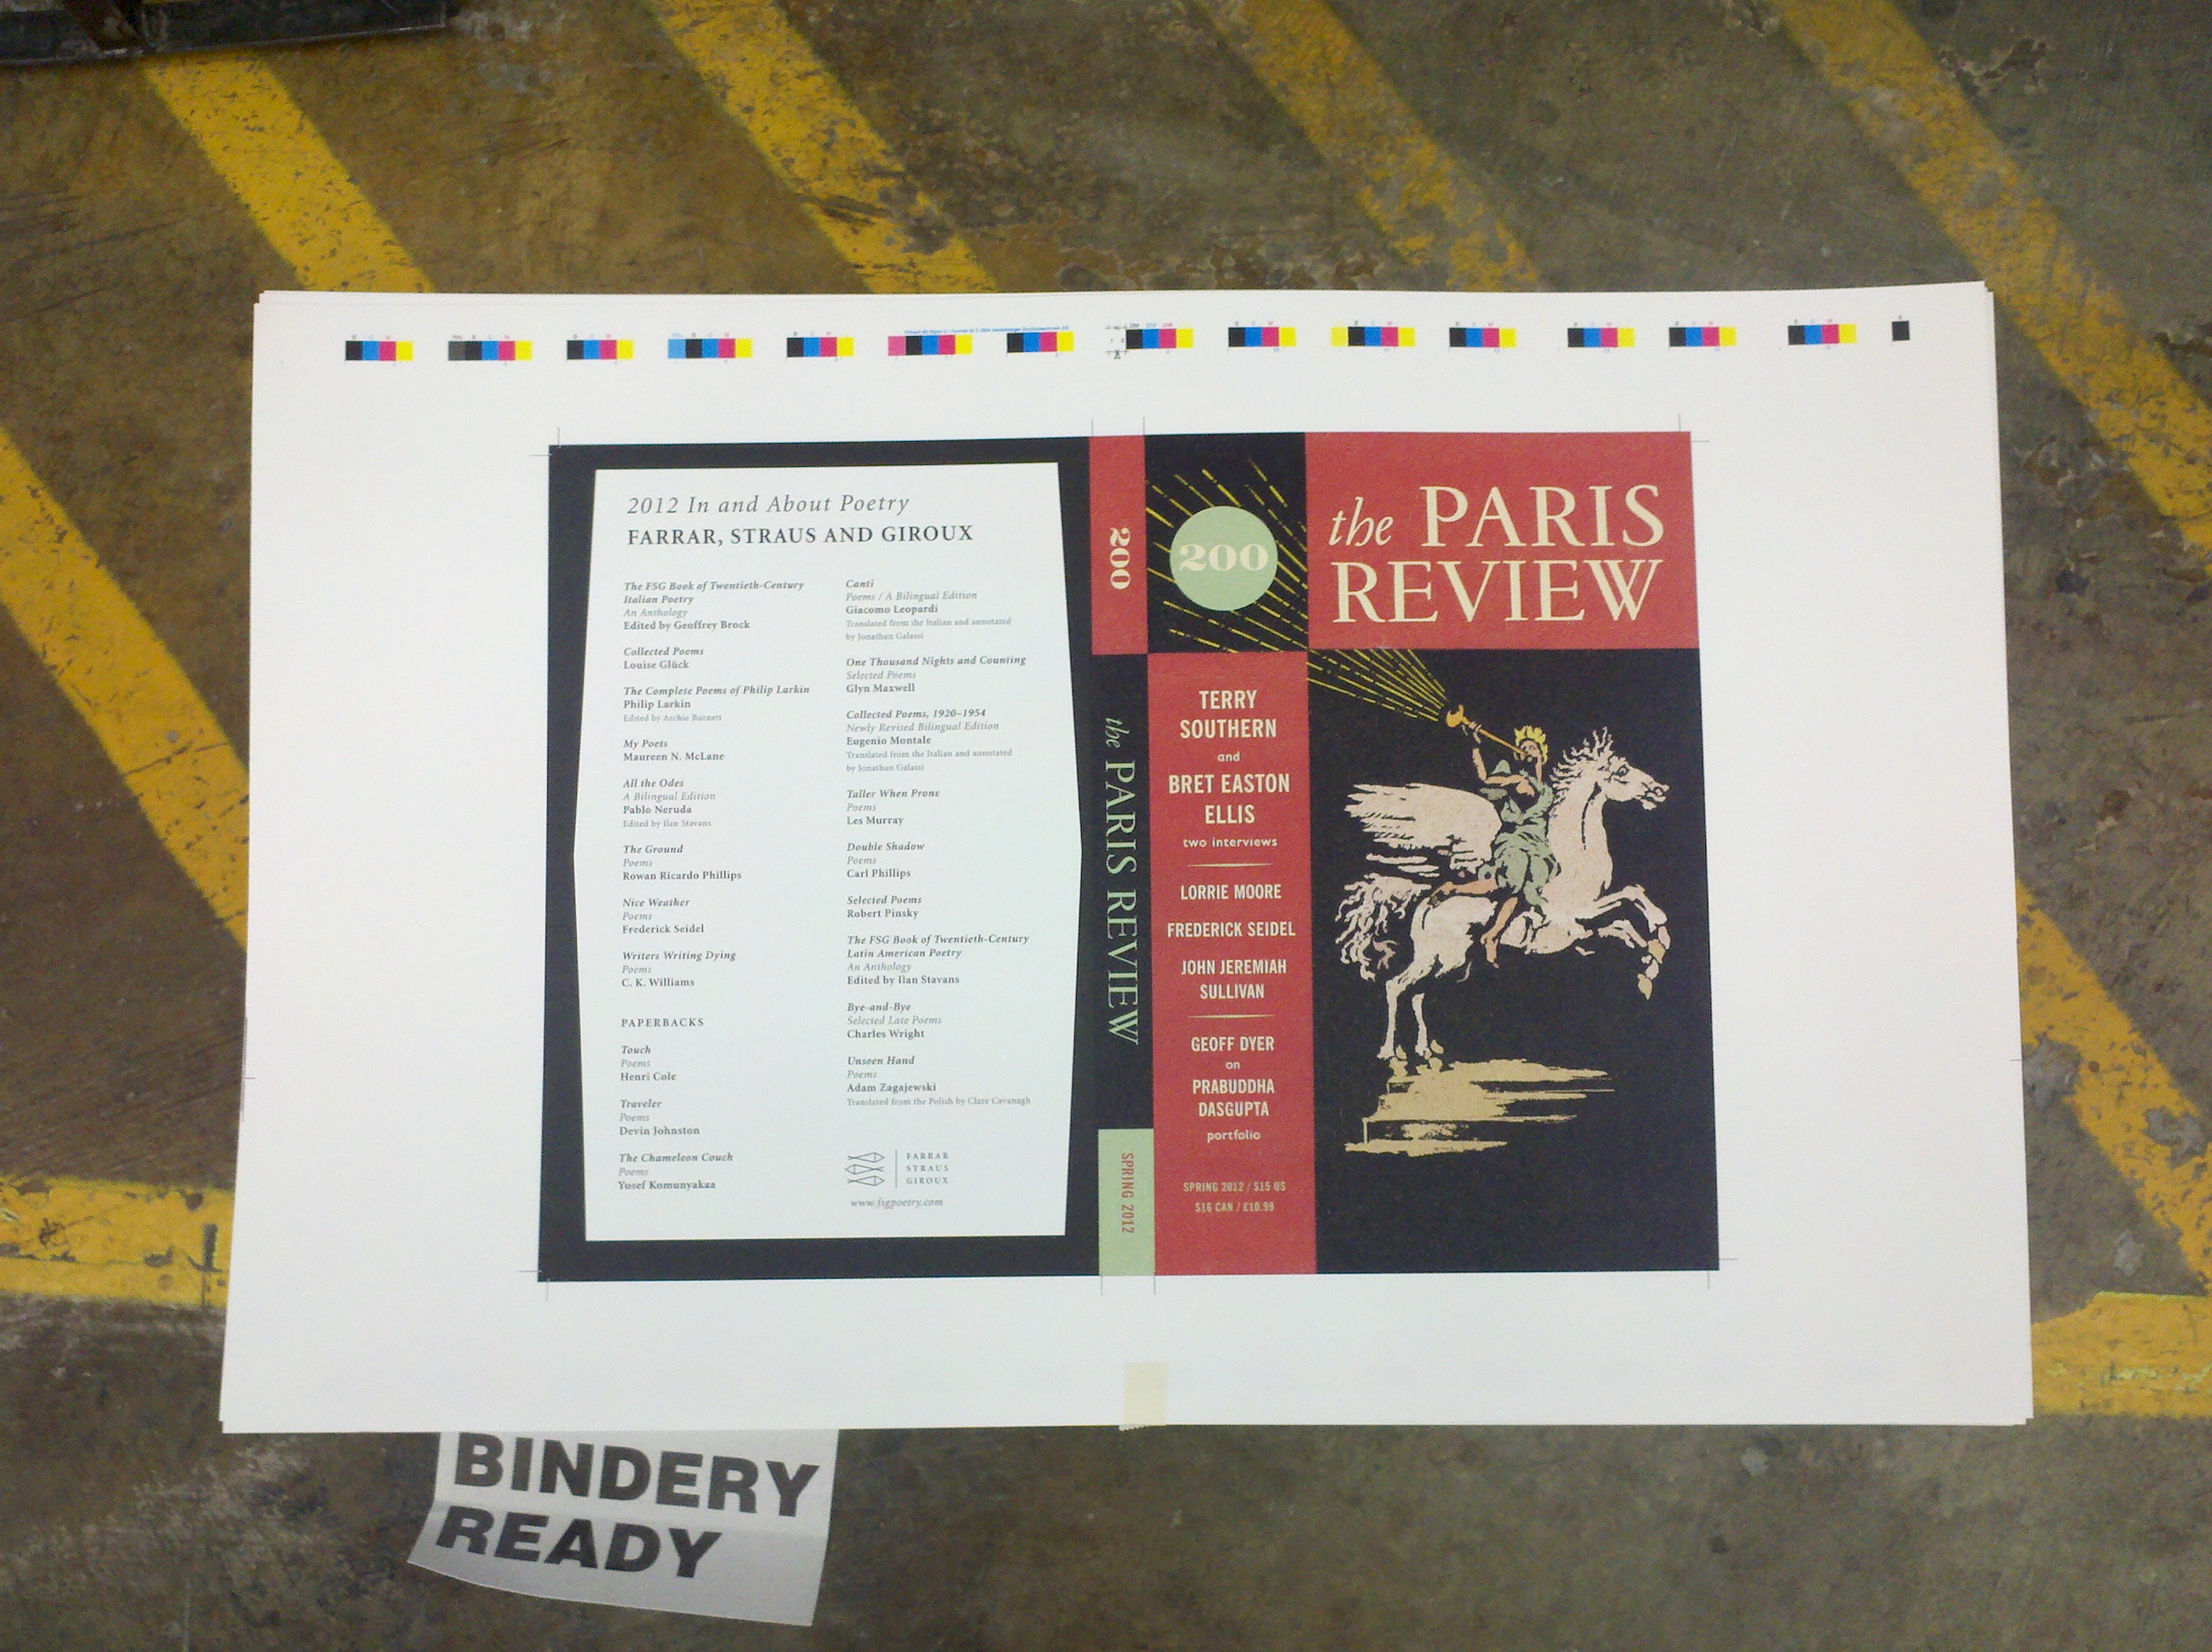 2012 In and About Poetry
FARRAR, STRAUS AND GIROUX
The FSG Book of Twentieth-Century
Italian Poetry
An Anthology
Edited by Geoffrey Brock
Collected Poems
Louise Glück
The Complete Poems of Philip Larkin
Philip Larkin
Edited by Archie Burnett
My Poets
Maureen N. McLane
All the Odes
A Bilingual Edition
Pablo Neruda
Edited by Ilan Stavans
The Ground
Poems
Rowan Ricardo Phillips
Nice Weather
Poems
Frederick Seidel
Writers Writing Dying
Poems
C. K. Williams
PAPERBACKS
Touch
Poems
Henri Cole
Traveler
Poems
Devin Johnston
The Chameleon Couch
Poems
Yusef Komunyakaa
Canti
Poems / A Bilingual Edition
Giacomo Leopardi
Translated from the Italian and annotated
by Jonathan Galassi
One Thousand Nights and Counting
Selected Poems
Glyn Maxwell
Collected Poems, 1920–1954
Newly Revised Bilingual Edition
Eugenio Montale
Translated from the Italian and annotated
by Jonathan Galassi
Taller When Prone
Poems
Les Murray
Double Shadow
Poems
Carl Phillips
Selected Poems
Robert Pinsky
The FSG Book of Twentieth-Century
Latin American Poetry
An Anthology
Edited by Ilan Stavans
Bye-and-Bye
Selected Late Poems
Charles Wright
Unseen Hand
Poems
Adam Zagajewski
Translated from the Polish by Clare Cavanagh
FARRAR
STRAUS
GIROUX
www.fsgpoetry.com
200
the PARIS REVIEW
SPRING 2012
200
the PARIS
REVIEW
TERRY
SOUTHERN
and
BRET EASTON
ELLIS
two interviews
LORRIE MOORE
FREDERICK SEIDEL
JOHN JEREMIAH
SULLIVAN
GEOFF DYER
on
PRABUDDHA
DASGUPTA
portfolio
SPRING 2012 / $15 US
$16 CAN / £10.99
BINDERY
READY